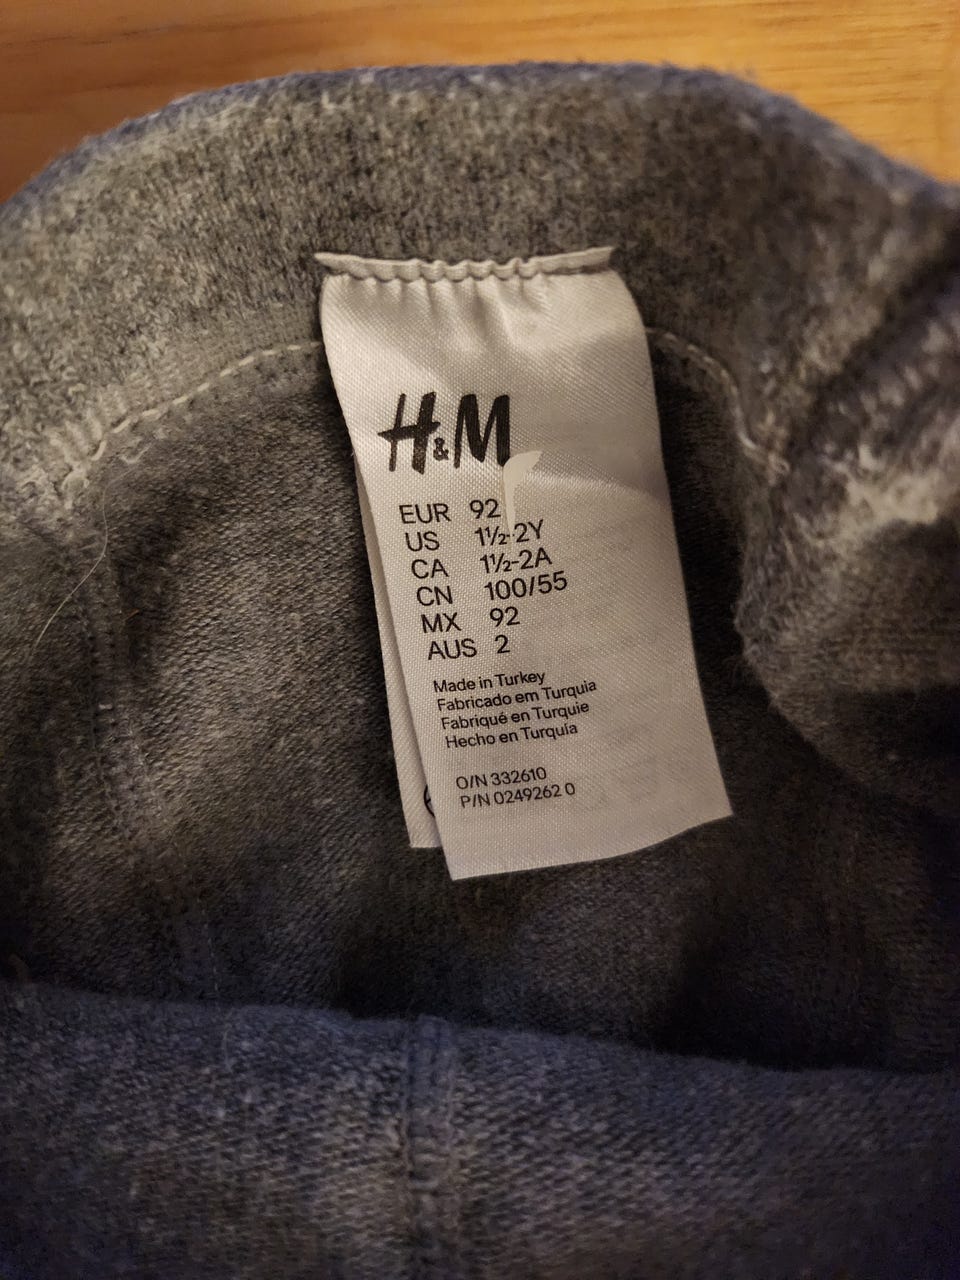 H&M
EUR 92
US 1½-2Y
CA 1½-2A
CN 100/55
MX 92
AUS 2
Made in Turkey
Fabricado em Turquia
Fabriqué en Turquie
Hecho en Turquía
O/N 332610
P/N 0249262 0